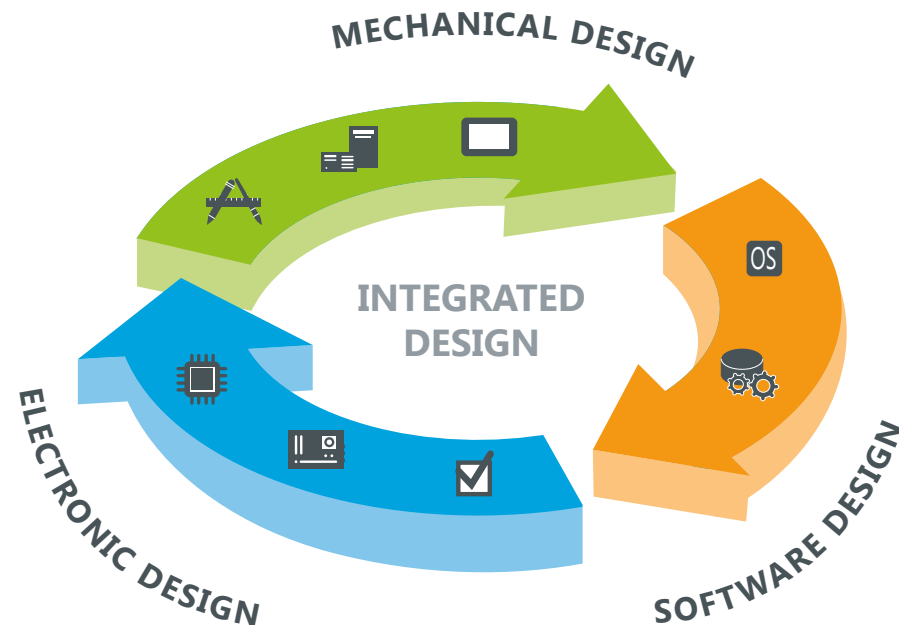 MECHANICAL DESIGN
OS
INTEGRATED
DESIGN
ELECTRONIC DESIGN
SOFTWARE DESIGN